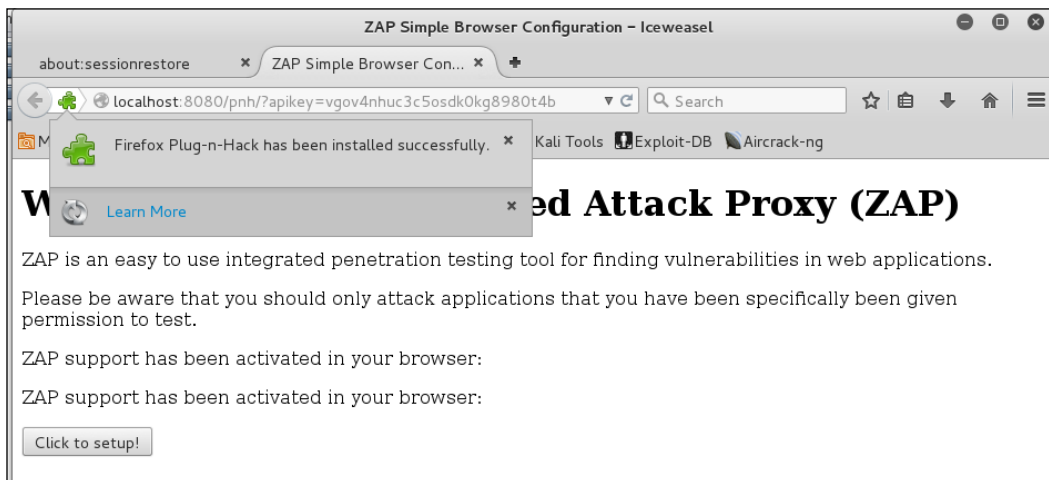 ZAP Simple Browser Configuration – Iceweasel
about:sessionrestore
ZAP Simple Browser Con...
localhost:8080/pnh/?apikey=vgov4nhuc3c5osdk0kg8980t4b
Search
M
Kali Tools
Exploit-DB
Aircrack-ng
Firefox Plug-n-Hack has been installed successfully.
Learn More
W
ed Attack Proxy (ZAP)
ZAP is an easy to use integrated penetration testing tool for finding vulnerabilities in web applications.
Please be aware that you should only attack applications that you have been specifically been given
permission to test.
ZAP support has been activated in your browser:
ZAP support has been activated in your browser:
Click to setup!